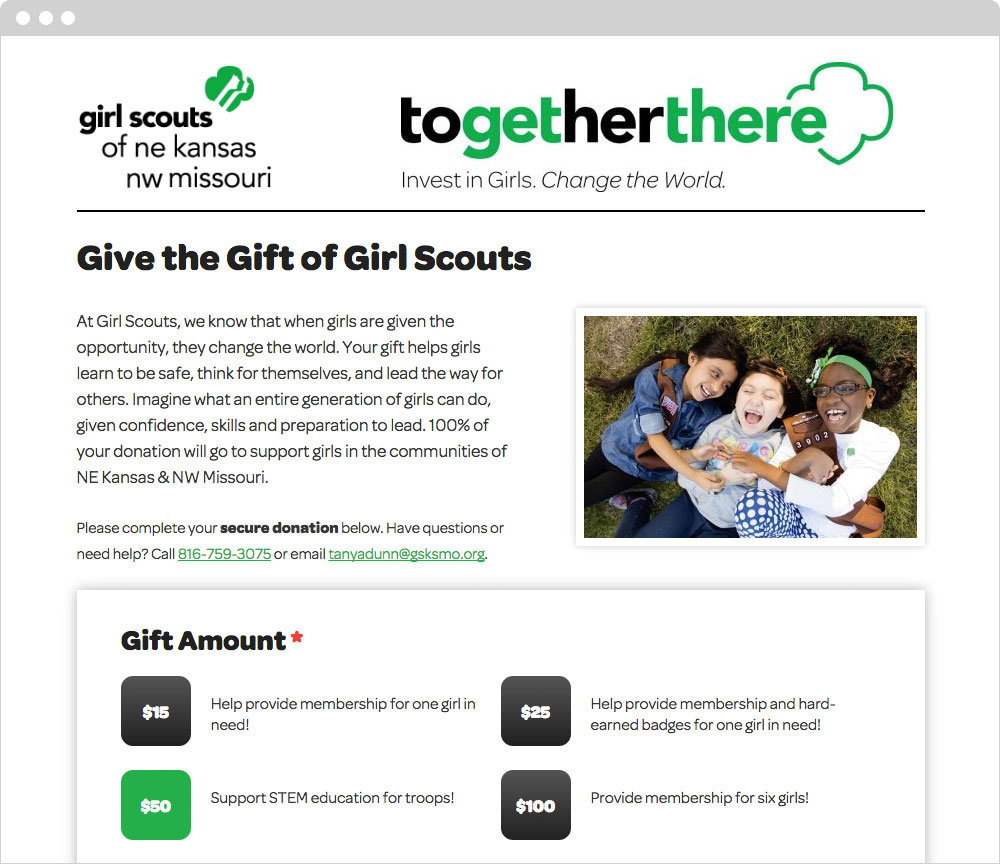 girl scouts
of ne kansas
nw missouri
togetherthere
Invest in Girls. Change the World.
Give the Gift of Girl Scouts
At Girl Scouts, we know that when girls are given the
opportunity, they change the world. Your gift helps girls
learn to be safe, think for themselves, and lead the way for
others. Imagine what an entire generation of girls can do,
given confidence, skills and preparation to lead. 100% of
your donation will go to support girls in the communities of
NE Kansas & NW Missouri.
3902
Please complete your secure donation below. Have questions or
need help? Call 816-759-3075 or email tanyadunn@gsksmo.org.
Gift Amount *
$15
Help provide membership for one girl in
need!
$25
Help provide membership and hard-
earned badges for one girl in need!
$50
Support STEM education for troops!
$100
Provide membership for six girls!